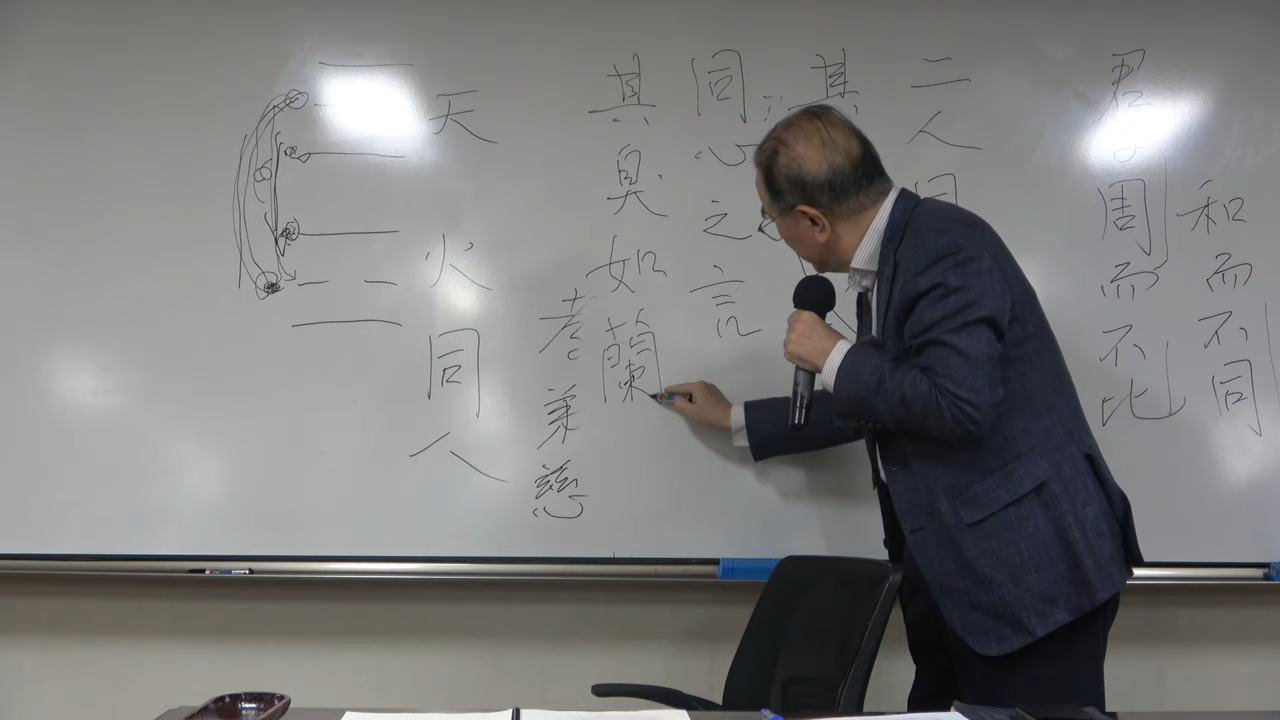 和而不同
君子周而不比
二人同
其
同心之言
其臭如蘭
孝弟慈
天火同人